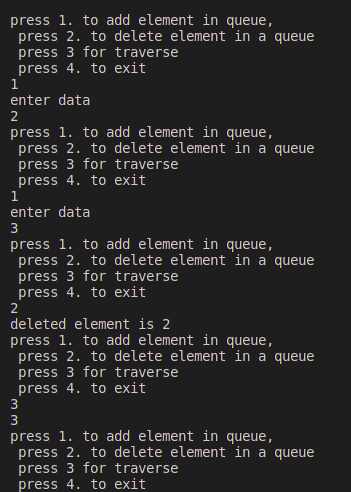 press 1. to add element in queue,
press 2. to delete element in a queue
press 3 for traverse
press 4. to exit
1
enter data
2
press 1. to add element in queue,
press 2. to delete element in a queue
press 3 for traverse
press 4. to exit
1
enter data
3
press 1. to add element in queue,
press 2. to delete element in a queue
press 3 for traverse
press 4. to exit
2
deleted element is 2
press 1. to add element in queue,
press 2. to delete element in a queue
press 3 for traverse
press 4. to exit
3
3
press 1. to add element in queue,
press 2. to delete element in a queue
press 3 for traverse
press 4. to exit